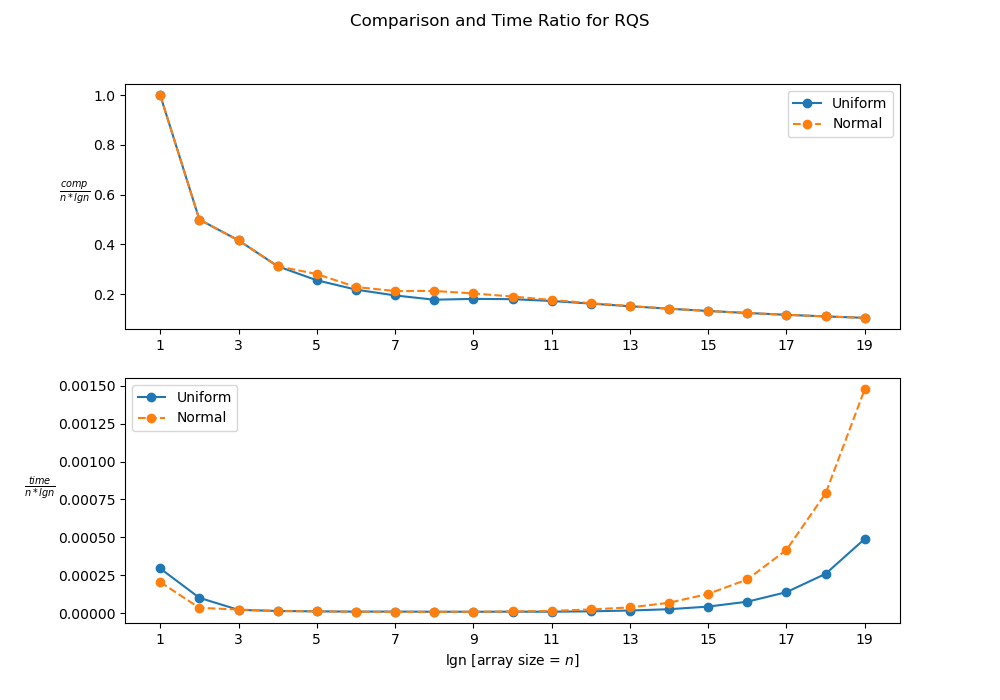 Comparison and Time Ratio for RQS
1.0
0.8
0.6
0.4
0.2
comp
n * lgn
Uniform
Normal
1 3 5 7 9 11 13 15 17 19
0.00150
0.00125
0.00100
0.00075
0.00050
0.00025
0.00000
time
n * lgn
Uniform
Normal
1 3 5 7 9 11 13 15 17 19
lgn [array size = n]